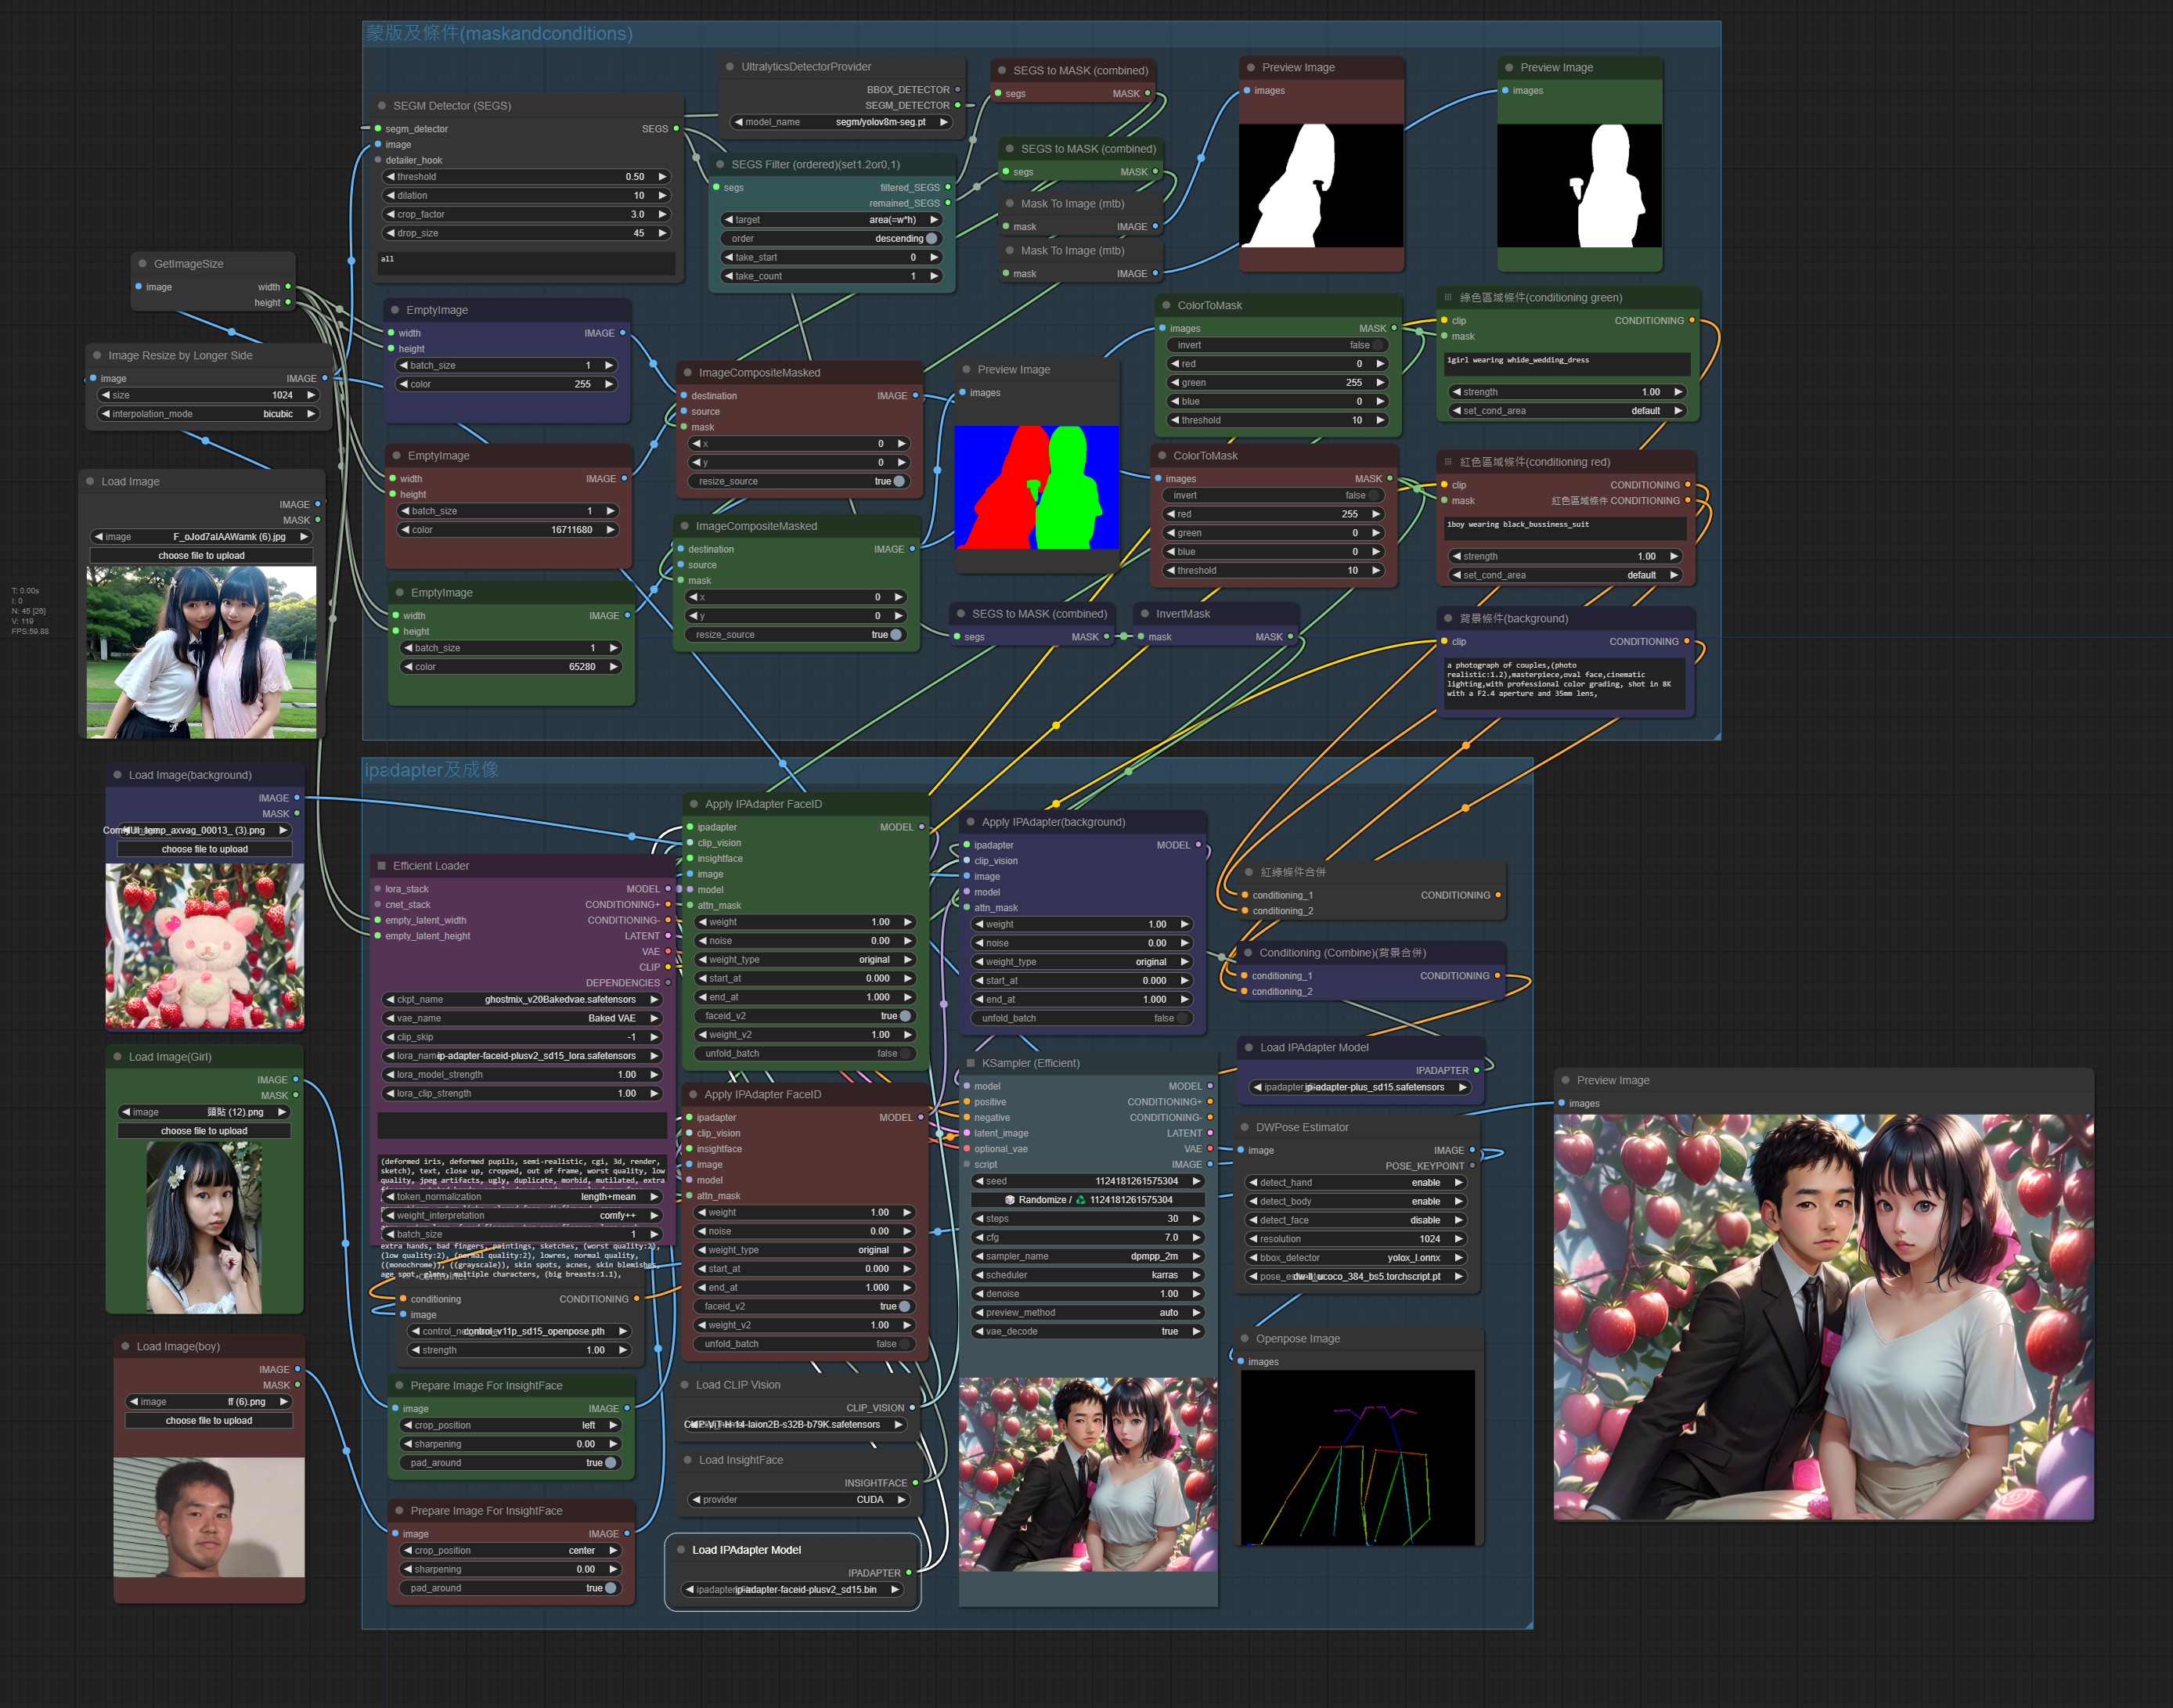 蒙版及條件(maskandconditions)
UltralyticsDetectorProvider
BBOX_DETECTOR
SEGM_DETECTOR
model_name segm/yolov8m-seg.pt
SEGS to MASK (combined)
segs MASK
Preview Image
images
Preview Image
images
SEGM Detector (SEGS)
segm_detector SEGS
image
detailer_hook
threshold 0.50
dilation 10
crop_factor 3.0
drop_size 45
all
SEGS Filter (ordered)(set1.2or0,1)
segs filtered_SEGS
remained_SEGS
target area(=w*h)
order descending
take_start 0
take_count 1
SEGS to MASK (combined)
segs MASK
Mask To Image (mtb)
mask IMAGE
Mask To Image (mtb)
mask IMAGE
GetImageSize
image width
height
Image Resize by Longer Side
image IMAGE
size 1024
interpolation_mode bicubic
Load Image
IMAGE
MASK
image F_oJod7aIAAWamk (6).jpg
choose file to upload
T: 0.00s
I: 0
N: 45 [26]
V: 119
FPS:59.88
EmptyImage
width IMAGE
height
batch_size 1
color 255
EmptyImage
width IMAGE
height
batch_size 1
color 16711680
EmptyImage
width IMAGE
height
batch_size 1
color 65280
ImageCompositeMasked
destination IMAGE
source
mask
x 0
y 0
resize_source true
ImageCompositeMasked
destination IMAGE
source
mask
x 0
y 0
resize_source true
Preview Image
images
ColorToMask
images MASK
invert false
red 0
green 255
blue 0
threshold 10
ColorToMask
images MASK
invert false
red 255
green 0
blue 0
threshold 10
綠色區域條件(conditioning green)
clip CONDITIONING
mask
1girl wearing whide_wedding_dress
strength 1.00
set_cond_area default
紅色區域條件(conditioning red)
clip CONDITIONING
mask 紅色區域條件 CONDITIONING
1boy wearing black_bussiness_suit
strength 1.00
set_cond_area default
SEGS to MASK (combined)
segs MASK
InvertMask
mask MASK
背景條件(background)
clip CONDITIONING
a photograph of couples,(photo
realistic:1.2),masterpiece,oval face,cinematic
lighting,with professional color grading, shot in 8K
with a F2.4 aperture and 35mm lens,
ipadapter及成像
Load Image(background)
IMAGE
MASK
(3).png
choose file to upload
Load Image(Girl)
IMAGE
MASK
image 頭貼 (12).png
choose file to upload
Load Image(boy)
IMAGE
MASK
image ff (6).png
choose file to upload
Efficient Loader
lora_stack MODEL
cnet_stack CONDITIONING+
empty_latent_width CONDITIONING-
empty_latent_height LATENT
VAE
CLIP
DEPENDENCIES
ckpt_name ghostmix_v20Bakedvae.safetensors
vae_name Baked VAE
clip_skip -1
ip-adapter-faceid-plusv2_sd15_lora.safetensors
lora_model_strength 1.00
lora_clip_strength 1.00
(deformed iris, deformed pupils, semi-realistic, cgi, 3d, render,
sketch), text, close up, cropped, out of frame, worst quality, low
quality, jpeg artifacts, ugly, duplicate, morbid, mutilated, extra
token_normalization length+mean
weight_interpretation comfy++
batch_size 1
extra hands, bad fingers, paintings, sketches, (worst quality:2),
(low quality:2), (normal quality:2), lowres, normal quality,
((monochrome)), ((grayscale)), skin spots, acnes, skin blemishes,
age spot, multiple characters, (big breasts:1.1),
conditioning CONDITIONING
image
control_v11p_sd15_openpose.pth
strength 1.00
Prepare Image For InsightFace
image IMAGE
crop_position left
sharpening 0.00
pad_around true
Prepare Image For InsightFace
image IMAGE
crop_position center
sharpening 0.00
pad_around true
Apply IPAdapter FaceID
ipadapter MODEL
clip_vision
insightface
image
model
attn_mask
weight 1.00
noise 0.00
weight_type original
start_at 0.000
end_at 1.000
faceid_v2 true
weight_v2 1.00
unfold_batch false
Apply IPAdapter FaceID
ipadapter MODEL
clip_vision
insightface
image
model
attn_mask
weight 1.00
noise 0.00
weight_type original
start_at 0.000
end_at 1.000
faceid_v2 true
weight_v2 1.00
unfold_batch false
Load CLIP Vision
CLIP_VISION
CLIP-ViT-H-14-laion2B-s32B-b79K.safetensors
Load InsightFace
INSIGHTFACE
provider CUDA
Load IPAdapter Model
IPADAPTER
ip-adapter-faceid-plusv2_sd15.bin
Apply IPAdapter(background)
ipadapter MODEL
clip_vision
image
model
attn_mask
weight 1.00
noise 0.00
weight_type original
start_at 0.000
end_at 1.000
unfold_batch false
KSampler (Efficient)
model MODEL
positive CONDITIONING+
negative CONDITIONING-
latent_image LATENT
optional_vae VAE
script IMAGE
seed 1124181261575304
Randomize / 1124181261575304
steps 30
cfg 7.0
sampler_name dpmpp_2m
scheduler karras
denoise 1.00
preview_method auto
vae_decode true
紅綠條件合併
conditioning_1 CONDITIONING
conditioning_2
Conditioning (Combine)(背景合併)
conditioning_1 CONDITIONING
conditioning_2
Load IPAdapter Model
IPADAPTER
ip-adapter-plus_sd15.safetensors
DWPose Estimator
image IMAGE
POSE_KEYPOINT
detect_hand enable
detect_body enable
detect_face disable
resolution 1024
bbox_detector yolox_l.onnx
dw-ll_ucoco_384_bs5.torchscript.pt
Openpose Image
images
Preview Image
images